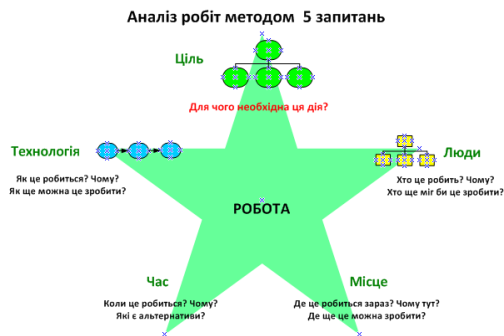 Аналіз робіт методом 5 запитань
Ціль
Для чого необхідна ця дія?
Технологія
Як це робиться? Чому?
Як ще можна це зробити?
Люди
Хто це робить? Чому?
Хто ще міг би це зробити?
РОБОТА
Час
Коли це робиться? Чому?
Які є альтернативи?
Місце
Де це робиться зараз? Чому тут?
Де ще це можна зробити?